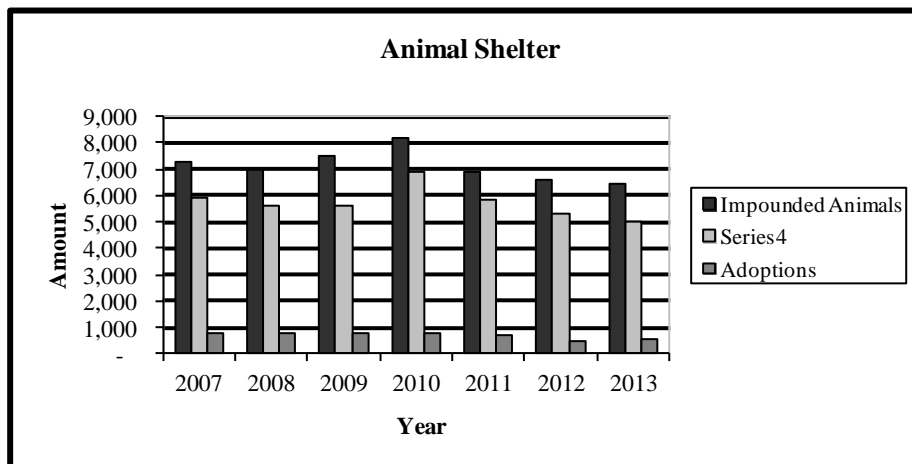 Animal Shelter
9,000
8,000
7,000
6,000
5,000
4,000
3,000
2,000
1,000
-
Amount
2007 2008 2009 2010 2011 2012 2013
Year
Impounded Animals
Series4
Adoptions